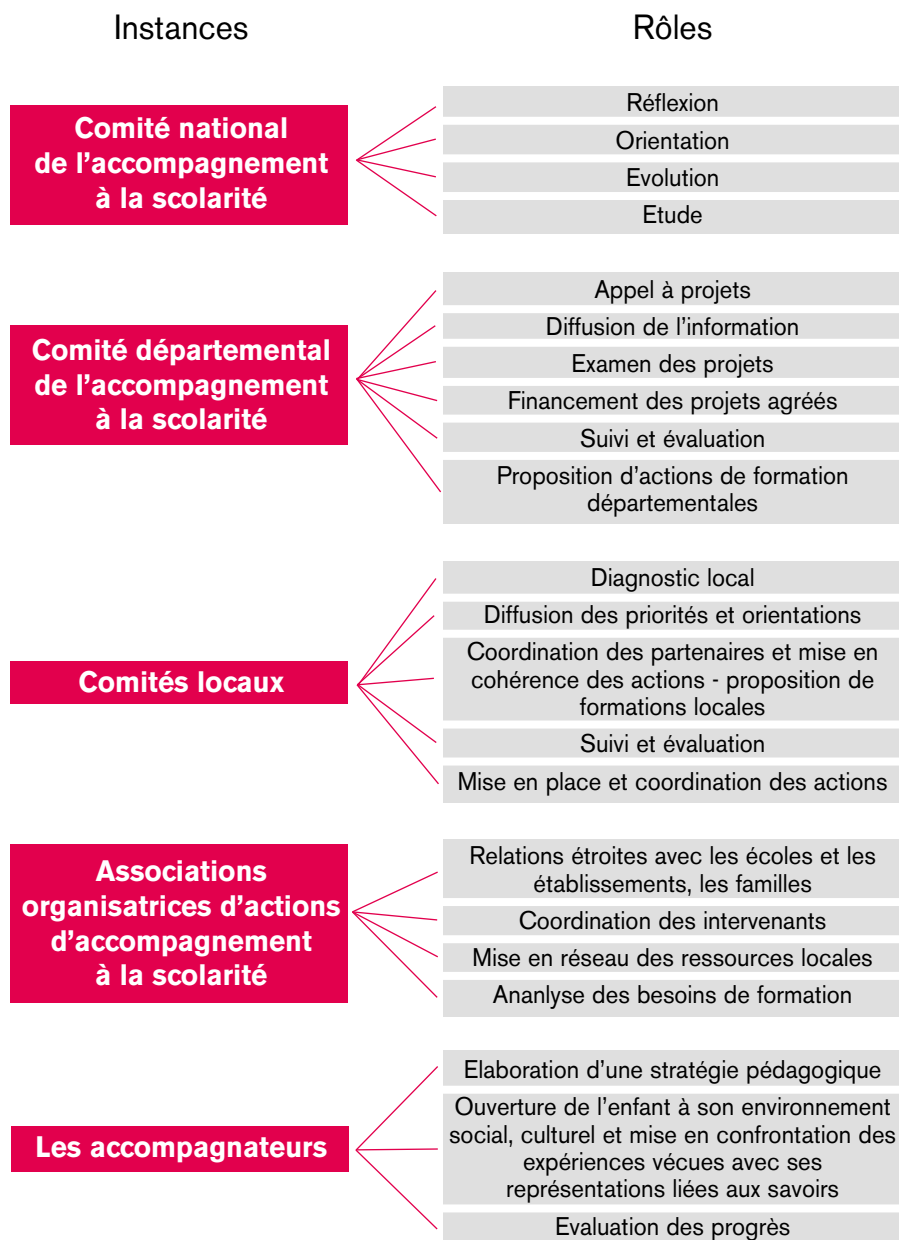 Instances
Rôles
Comité national
de l'accompagnement
à la scolarité
Réflexion
Orientation
Evolution
Etude
Comité départemental
de l'accompagnement
à la scolarité
Appel à projets
Diffusion de l'information
Examen des projets
Financement des projets agréés
Suivi et évaluation
Proposition d'actions de formation
départementales
Comités locaux
Diagnostic local
Diffusion des priorités et orientations
Coordination des partenaires et mise en
cohérence des actions - proposition de
formations locales
Suivi et évaluation
Mise en place et coordination des actions
Associations
organisatrices d'actions
d'accompagnement
à la scolarité
Relations étroites avec les écoles et les
établissements, les familles
Coordination des intervenants
Mise en réseau des ressources locales
Ananlyse des besoins de formation
Les accompagnateurs
Elaboration d'une stratégie pédagogique
Ouverture de l'enfant à son environnement
social, culturel et mise en confrontation des
expériences vécues avec ses
représentations liées aux savoirs
Evaluation des progrès